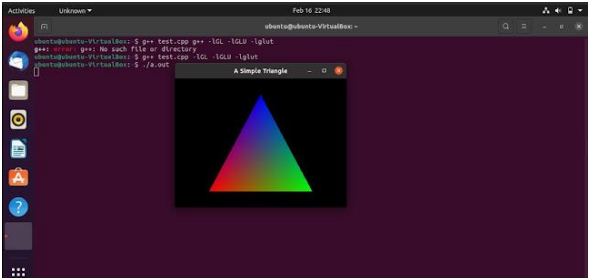 Activities Unknown Feb 16 22:48
ubuntu@ubuntu-VirtualBox: ~
ubuntu@ubuntu-VirtualBox:~$ g++ test.cpp g++ -lGL -lGLU -lglut
g++: error: g++: No such file or directory
ubuntu@ubuntu-VirtualBox:~$ g++ test.cpp -lGL -lGLU -lglut
ubuntu@ubuntu-VirtualBox:~$ ./a.out
A Simple Triangle